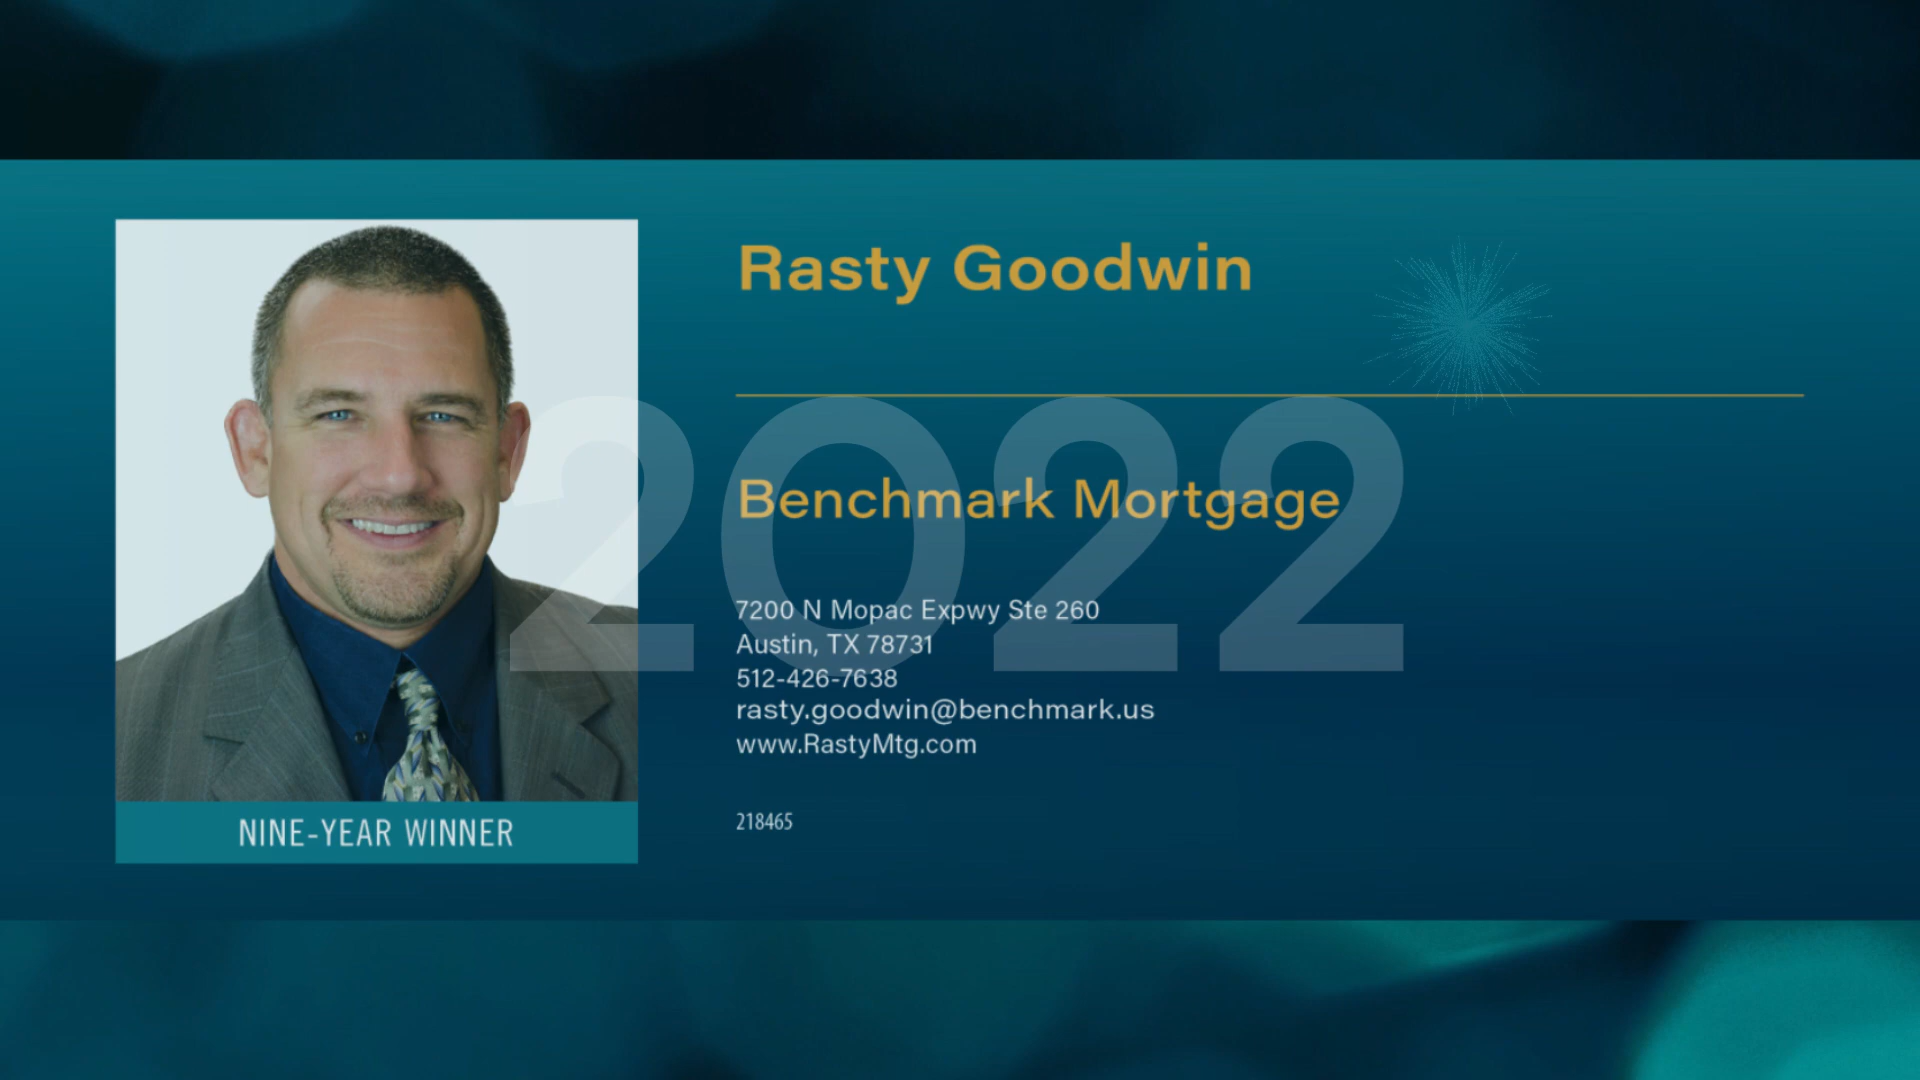 Rasty Goodwin
2022
Benchmark Mortgage
7200 N Mopac Expwy Ste 260
Austin, TX 78731
512-426-7638
rasty.goodwin@benchmark.us
www.RastyMtg.com
218465
NINE-YEAR WINNER